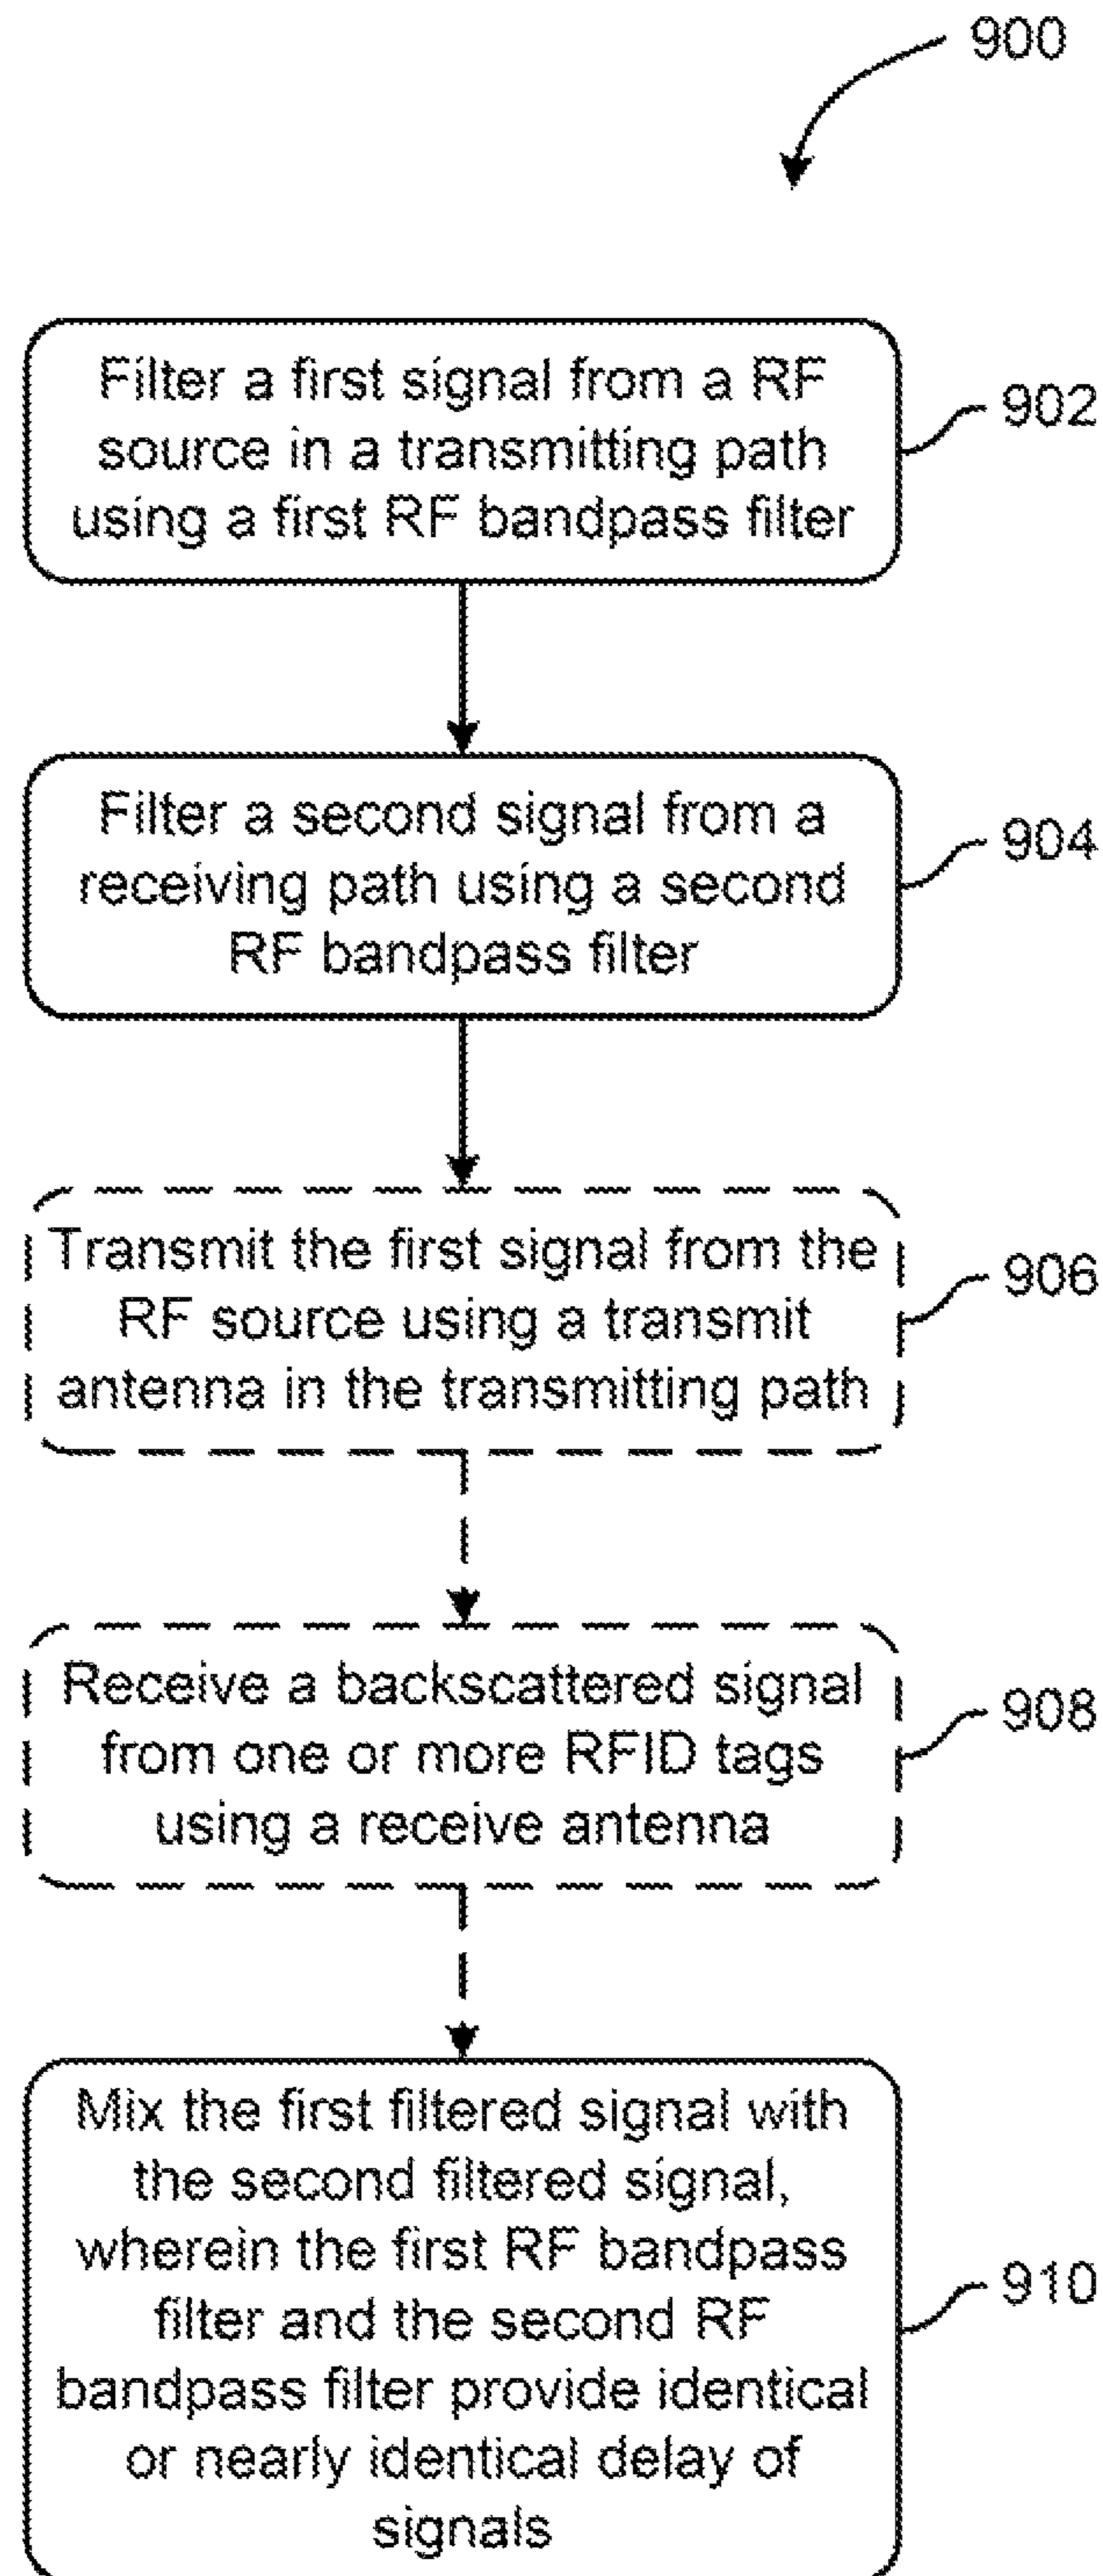 900
Filter a first signal from a RF
source in a transmitting path
using a first RF bandpass filter
902
Filter a second signal from a
receiving path using a second
RF bandpass filter
904
Transmit the first signal from the
RF source using a transmit
antenna in the transmitting path
906
Receive a backscattered signal
from one or more RFID tags
using a receive antenna
908
Mix the first filtered signal with
the second filtered signal,
wherein the first RF bandpass
filter and the second RF
bandpass filter provide identical
or nearly identical delay of
signals
910